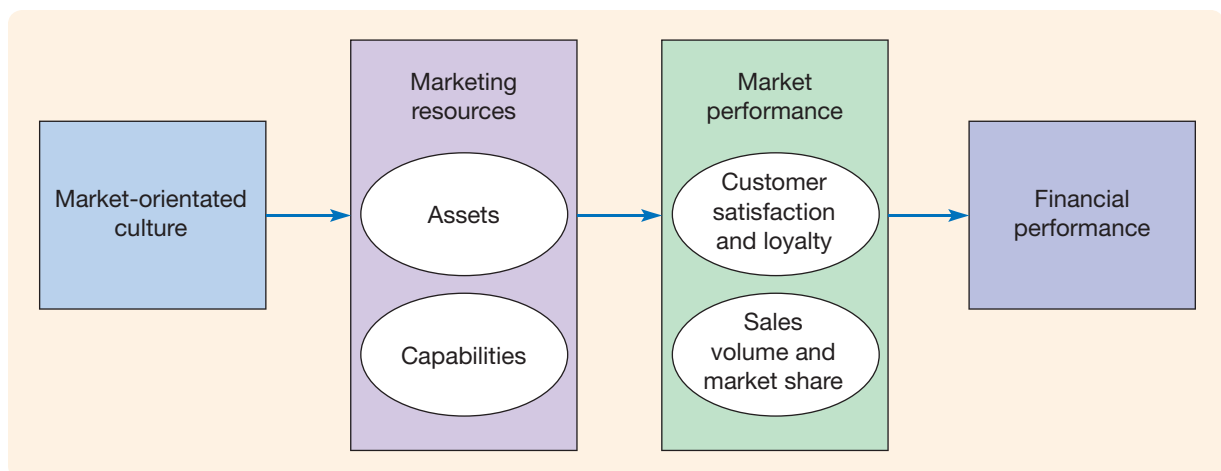 Market-orientated
culture
Marketing
resources
Assets
Capabilities
Market
performance
Customer
satisfaction
and loyalty
Sales
volume and
market share
Financial
performance